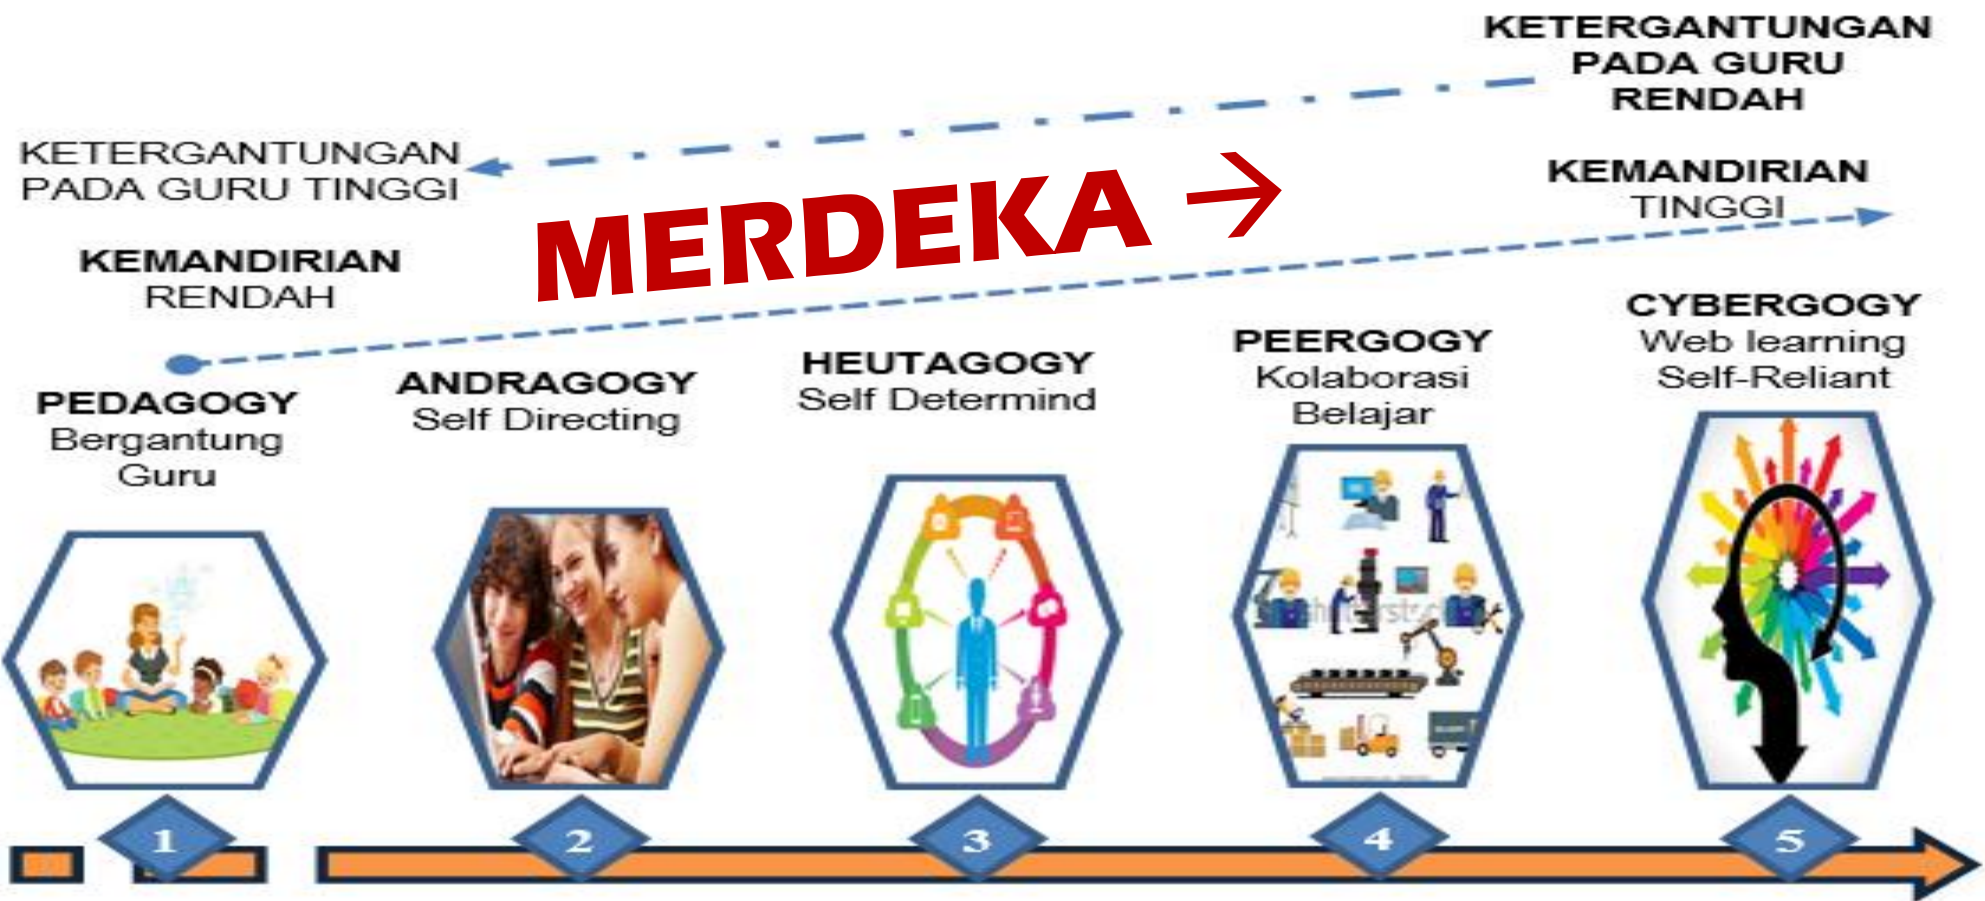 KETERGANTUNGAN
PADA GURU
RENDAH
KETERGANTUNGAN
PADA GURU TINGGI
MERDEKA →
KEMANDIRIAN
TINGGI
KEMANDIRIAN
RENDAH
PEDAGOGY
Bergantung
Guru
ANDRAGOGY
Self Directing
HEUTAGOGY
Self Determind
PEERGOGY
Kolaborasi
Belajar
CYBERGOGY
Web learning
Self-Reliant
1
2
3
4
5